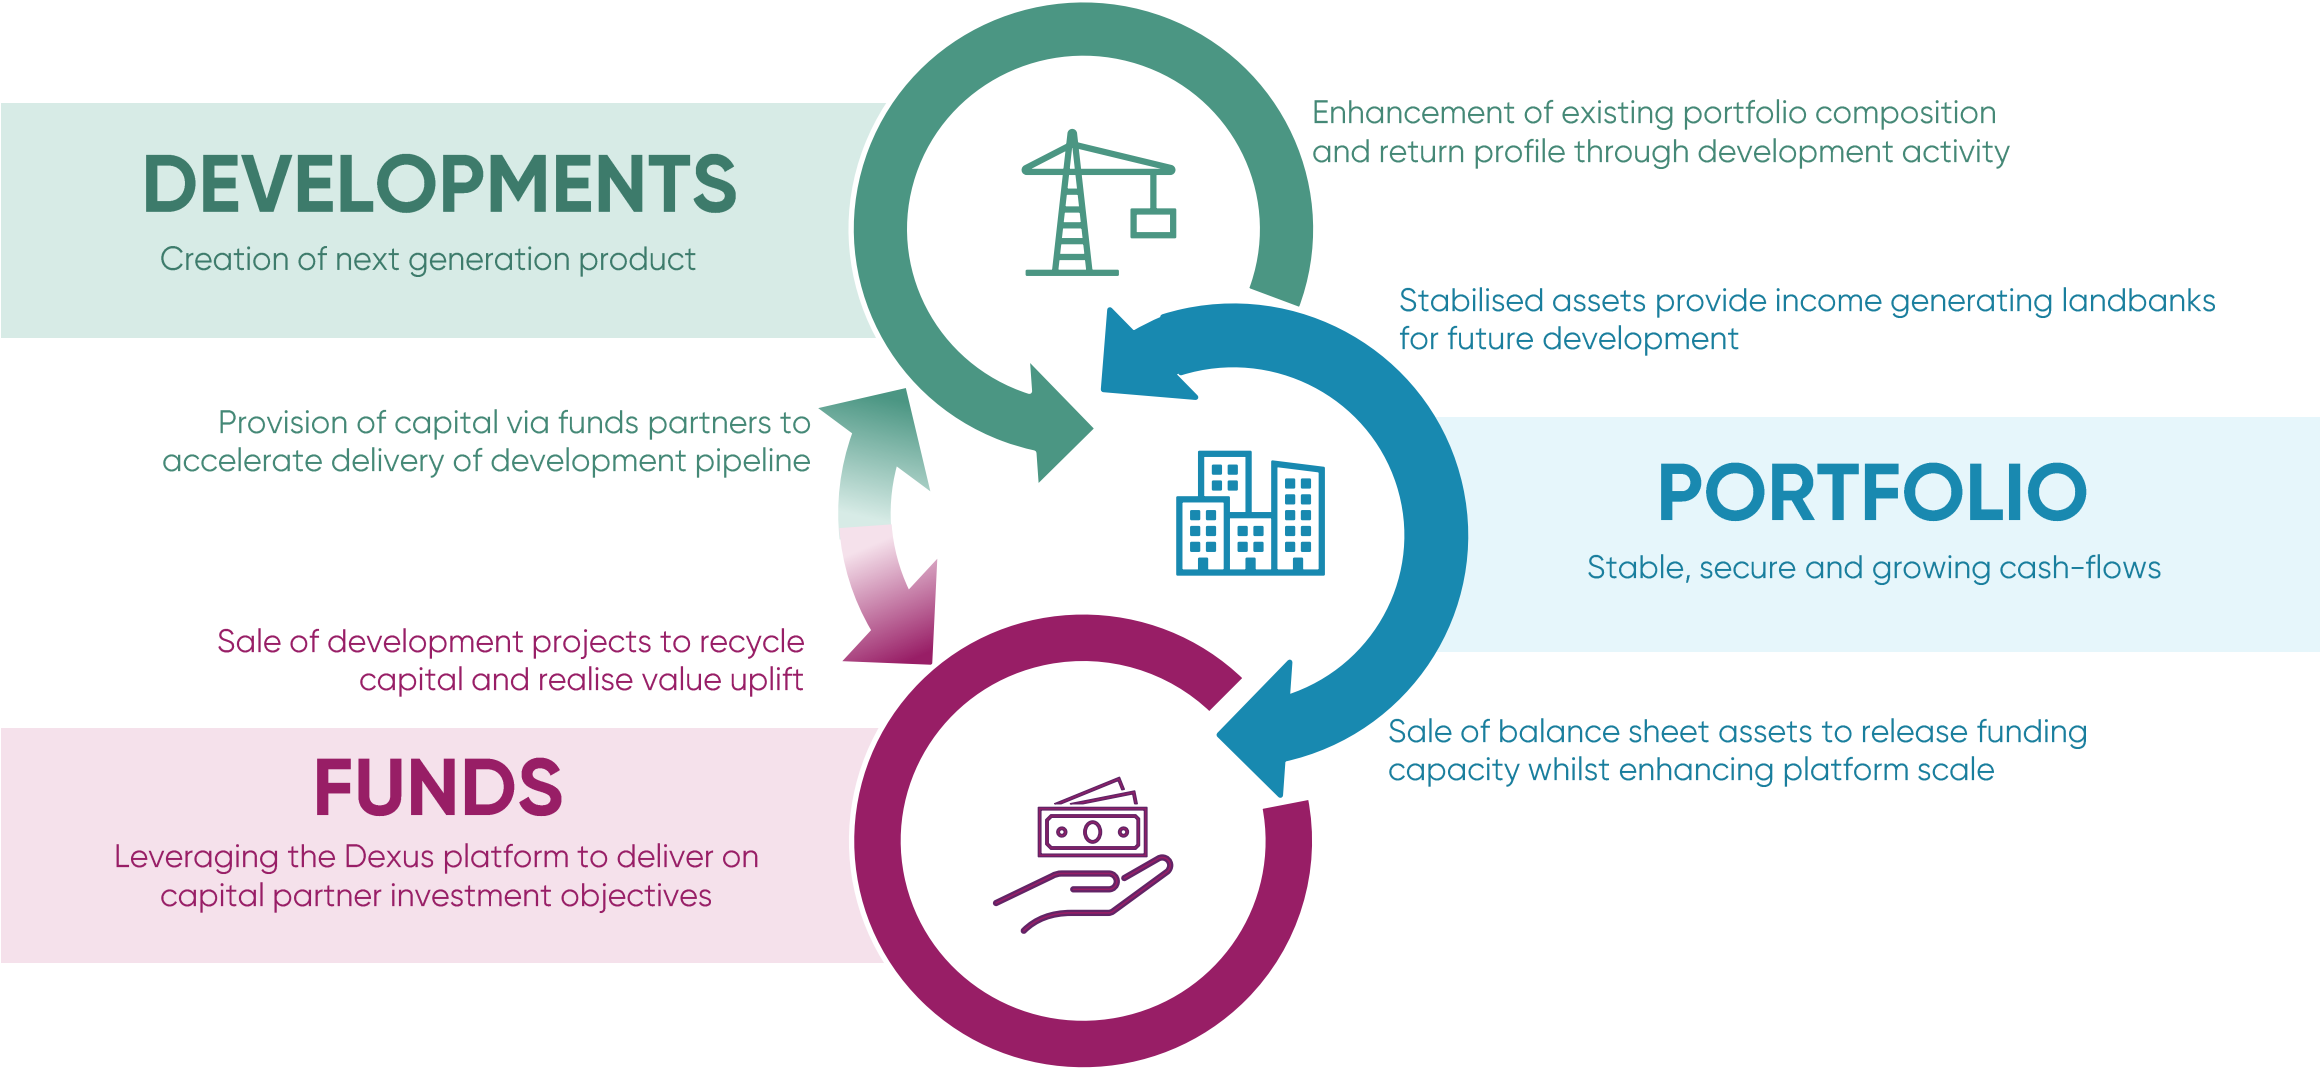 DEVELOPMENTS
Creation of next generation product
Enhancement of existing portfolio composition
and return profile through development activity
Stabilised assets provide income generating landbanks
for future development
Provision of capital via funds partners to
accelerate delivery of development pipeline
PORTFOLIO
Stable, secure and growing cash-flows
Sale of development projects to recycle
capital and realise value uplift
Sale of balance sheet assets to release funding
capacity whilst enhancing platform scale
FUNDS
Leveraging the Dexus platform to deliver on
capital partner investment objectives